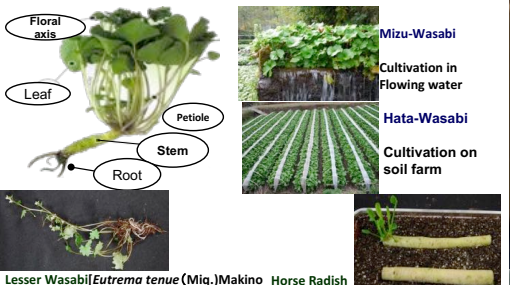 Floral
axis
Leaf
Petiole
Stem
Root
Mizu-Wasabi
Cultivation in
Flowing water
Hata-Wasabi
Cultivation on
soil farm
Lesser Wasabi[Eutrema tenue(Miq.)Makino
Horse Radish